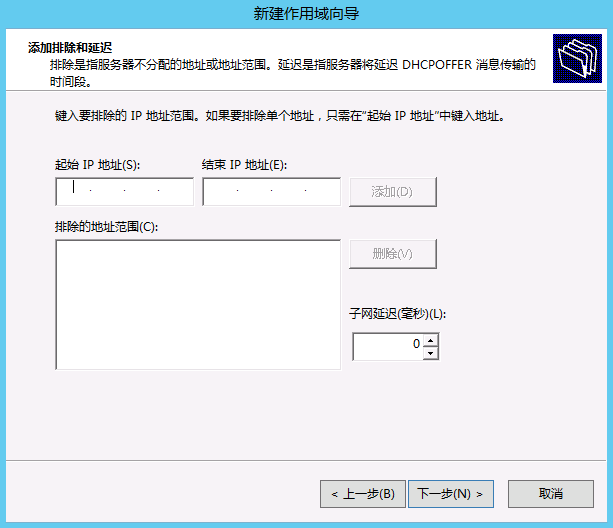 新建作用域向导
添加排除和延迟
排除是指服务器不分配的地址或地址范围。延迟是指服务器将延迟 DHCPOFFER 消息传输的
时间段。
键入要排除的 IP 地址范围。如果要排除单个地址，只需在"起始 IP 地址"中键入地址。
起始 IP 地址(S):
结束 IP 地址(E):
添加(D)
排除的地址范围(C):
删除(V)
子网延迟(毫秒)(L):
0
< 上一步(B)
下一步(N) >
取消